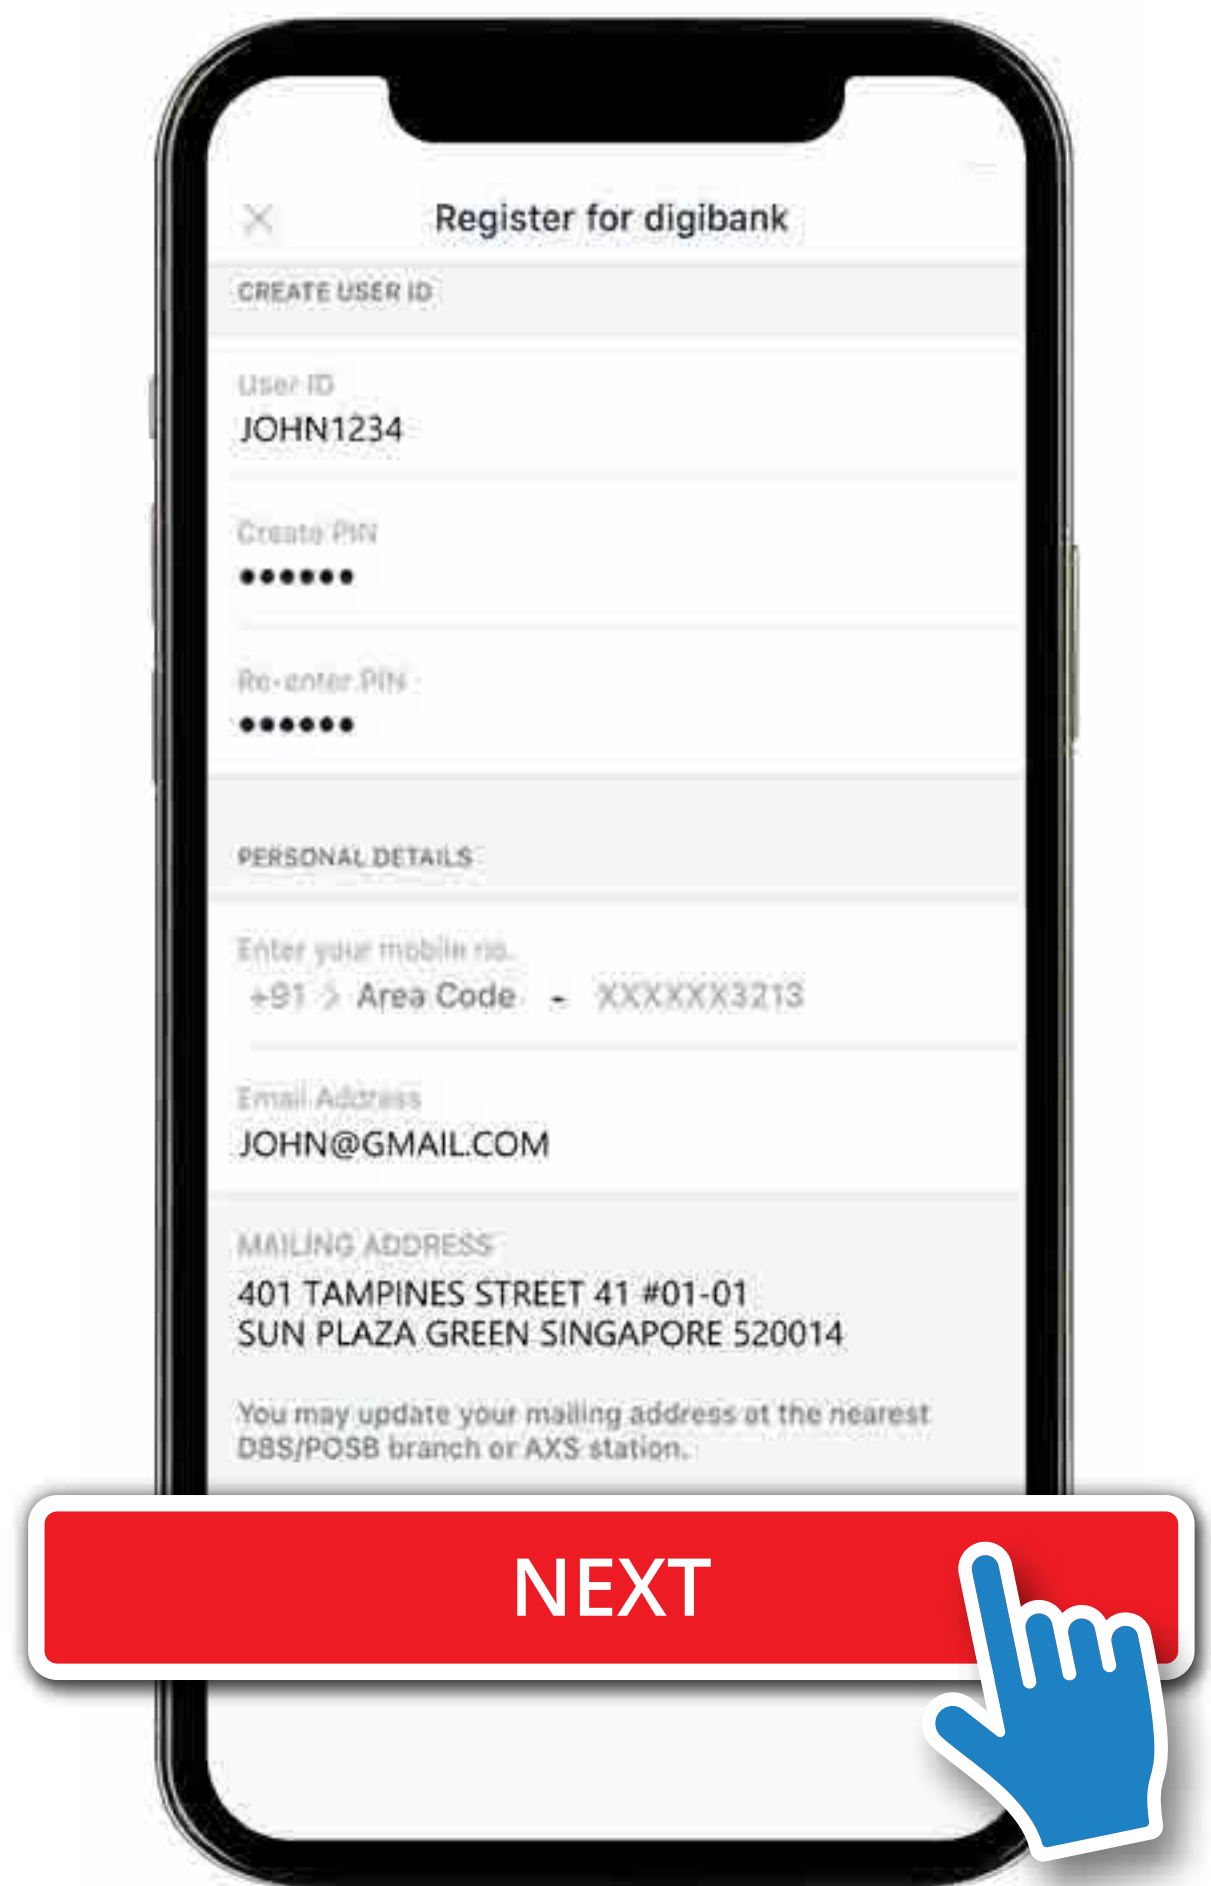 Register for digibank
CREATE USER ID
User ID
JOHN1234
Create PIN
••••••
Re-enter PIN
••••••
PERSONAL DETAILS
Enter your mobile no.
+91 > Area Code - XXXXXX3213
Email Address
JOHN@GMAIL.COM
MAILING ADDRESS
401 TAMPINES STREET 41 #01-01
SUN PLAZA GREEN SINGAPORE 520014
You may update your mailing address at the nearest
DBS/POSB branch or AXS station.
NEXT